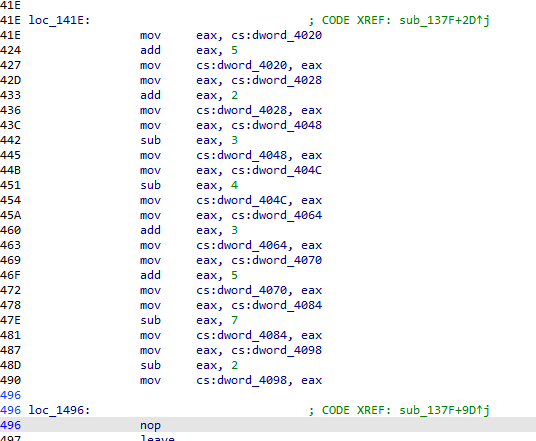 41E
41E loc_141E: ; CODE XREF: sub_137F+2D↑j
41E mov eax, cs:dword_4020
424 add eax, 5
427 mov cs:dword_4020, eax
42D mov eax, cs:dword_4028
433 add eax, 2
436 mov cs:dword_4028, eax
43C mov eax, cs:dword_4048
442 sub eax, 3
445 mov cs:dword_4048, eax
44B mov eax, cs:dword_404C
451 sub eax, 4
454 mov cs:dword_404C, eax
45A mov eax, cs:dword_4064
460 add eax, 3
463 mov cs:dword_4064, eax
469 mov eax, cs:dword_4070
46F add eax, 5
472 mov cs:dword_4070, eax
478 mov eax, cs:dword_4084
47E sub eax, 7
481 mov cs:dword_4084, eax
487 mov eax, cs:dword_4098
48D sub eax, 2
490 mov cs:dword_4098, eax
496
496 loc_1496: ; CODE XREF: sub_137F+9D↑j
496 nop
497 leave